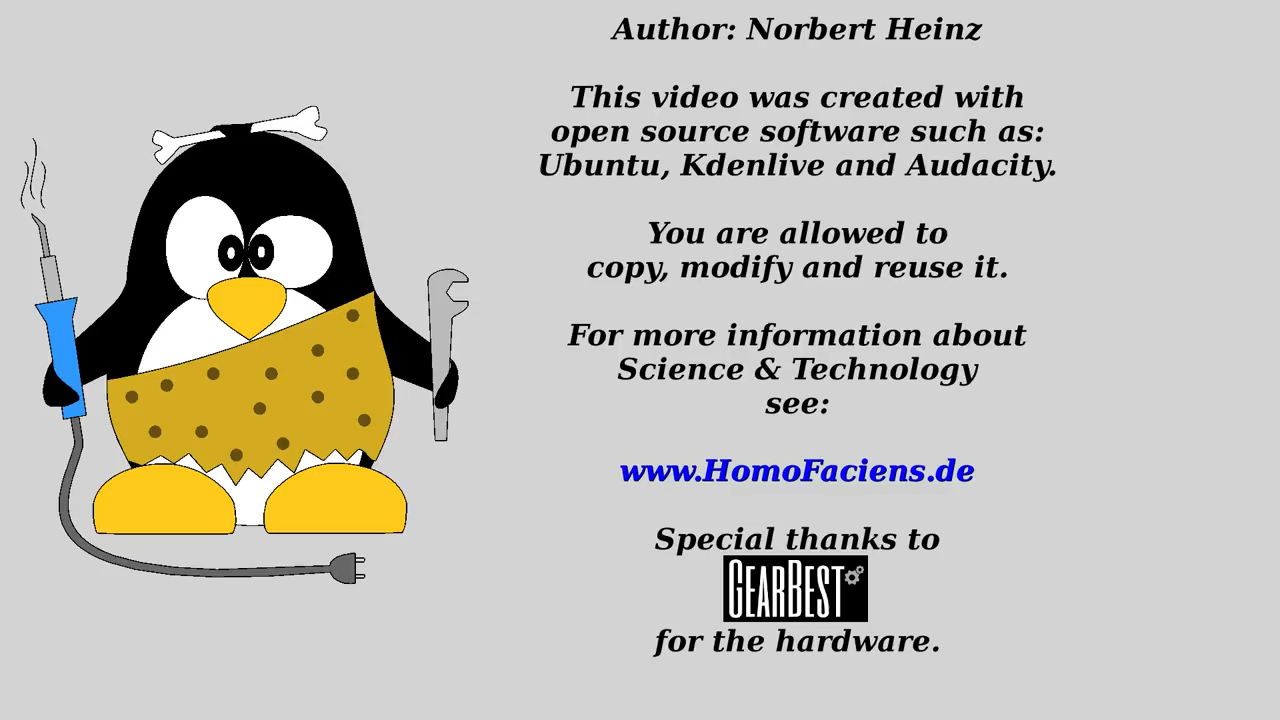 Author: Norbert Heinz
This video was created with
open source software such as:
Ubuntu, Kdenlive and Audacity.
You are allowed to
copy, modify and reuse it.
For more information about
Science & Technology
see:
www.HomoFaciens.de
Special thanks to
GEARBEST
for the hardware.